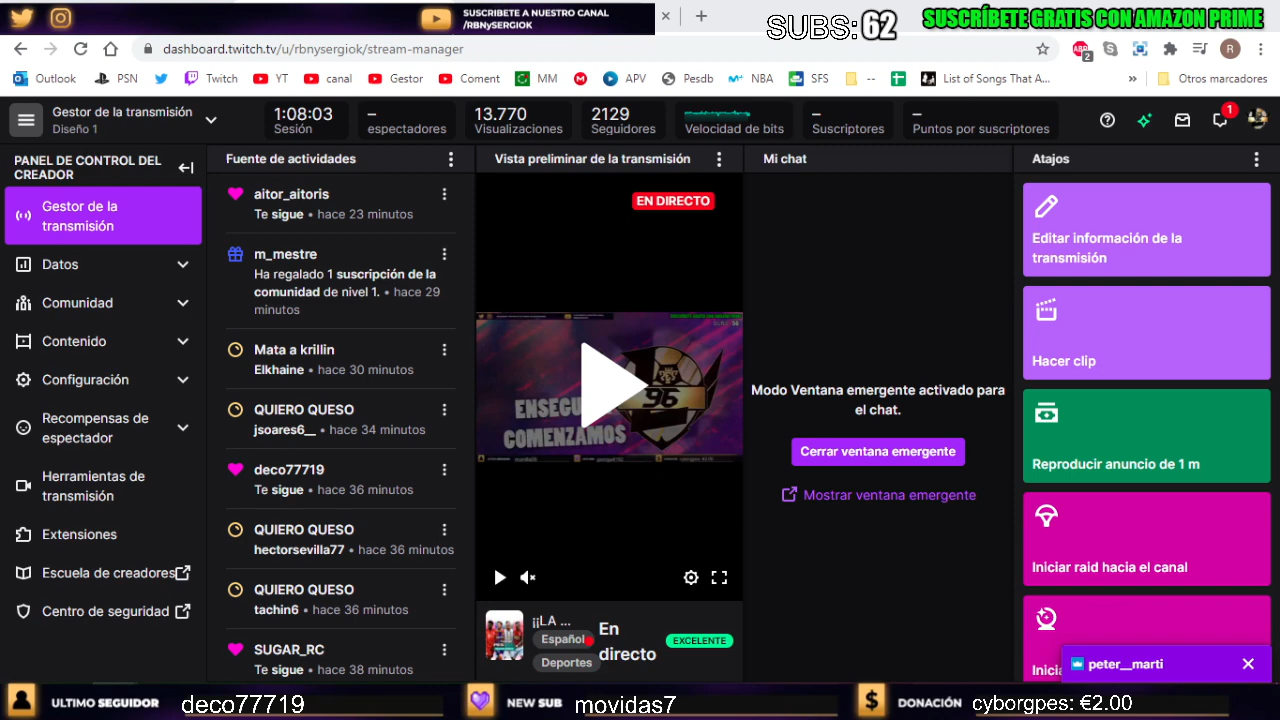 SUSCRIBETE A NUESTRO CANAL
/RBNYSERGIOK
SUBS: 62
SUSCRÍBETE GRATIS CON AMAZON PRIME
dashboard.twitch.tv/u/rbnysergiok/stream-manager
ABP
2
R
Outlook
PSN
Twitch
YT
canal
Gestor
Coment
MM
APV
Pesdb
NBA
SFS
--
List of Songs That A...
»
Otros marcadores
Gestor de la transmisión
Diseño 1
1:08:03
Sesión
–
espectadores
13.770
Visualizaciones
2129
Seguidores
Velocidad de bits
–
Suscriptores
–
Puntos por suscriptores
1
PANEL DE CONTROL DEL
CREADOR
Gestor de la
transmisión
Datos
Comunidad
Contenido
Configuración
Recompensas de
espectador
Herramientas de
transmisión
Extensiones
Escuela de creadores
Centro de seguridad
Fuente de actividades
aitor_aitoris
Te sigue • hace 23 minutos
m_mestre
Ha regalado 1 suscripción de la
comunidad de nivel 1. • hace 29
minutos
Mata a krillin
Elkhaine • hace 30 minutos
QUIERO QUESO
jsoares6__ • hace 34 minutos
deco77719
Te sigue • hace 36 minutos
QUIERO QUESO
hectorsevilla77 • hace 36 minutos
QUIERO QUESO
tachin6 • hace 36 minutos
SUGAR_RC
Te sigue • hace 38 minutos
Vista preliminar de la transmisión
EN DIRECTO
96
COMENZAMOS
¡¡LA ...
Español
Deportes
En
directo
EXCELENTE
Mi chat
Modo Ventana emergente activado para
el chat.
Cerrar ventana emergente
Mostrar ventana emergente
Atajos
Editar información de la
transmisión
Hacer clip
Reproducir anuncio de 1 m
Iniciar raid hacia el canal
Inicia
peter__marti
ULTIMO SEGUIDOR
deco77719
NEW SUB
movidas7
$
DONACIÓN
cyborgpes: €2.00